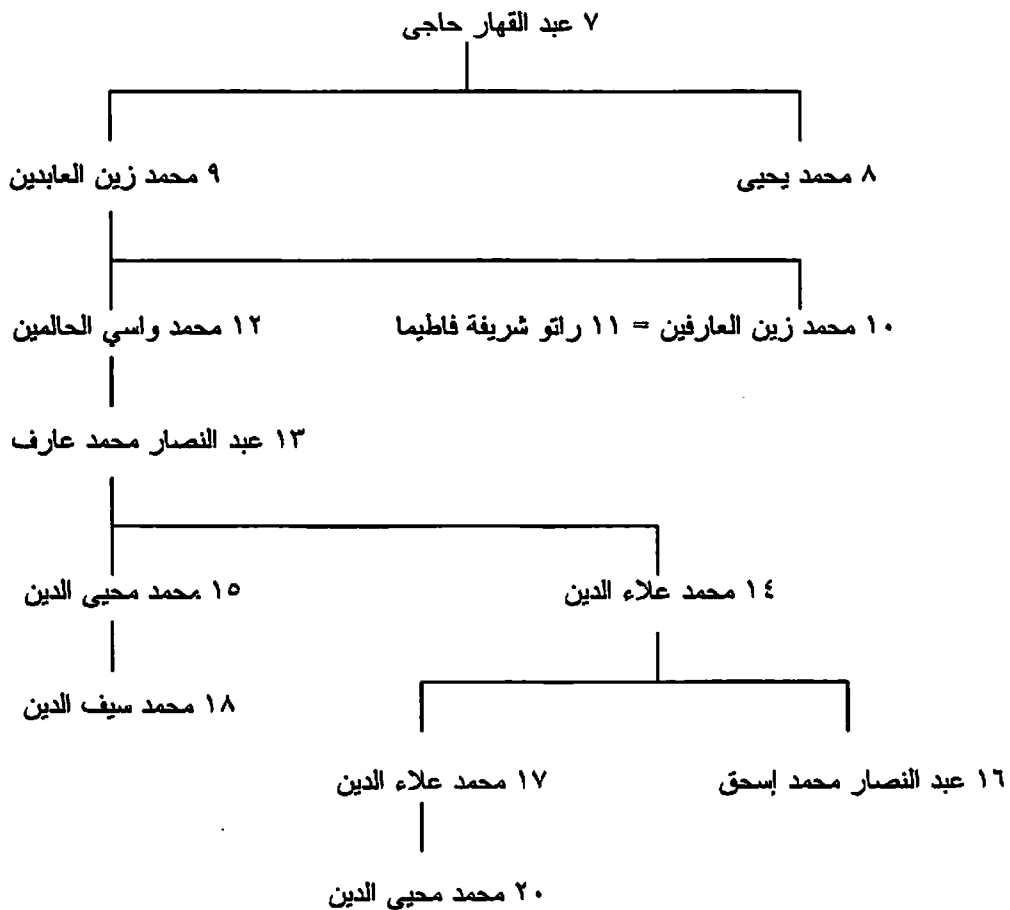 ٧ عبد القهار حاجى
٨ محمد يحيى
٩ محمد زين العابدين
١٠ محمد زين العارفين = ١١ راتو شريفة فاطيما
١٢ محمد واسي الحالمين
١٣ عبد النصار محمد عارف
١٤ محمد علاء الدين
١٥ محمد محيى الدين
١٨ محمد سيف الدين
١٦ عبد النصار محمد إسحق
١٧ محمد علاء الدين
٢٠ محمد محيى الدين